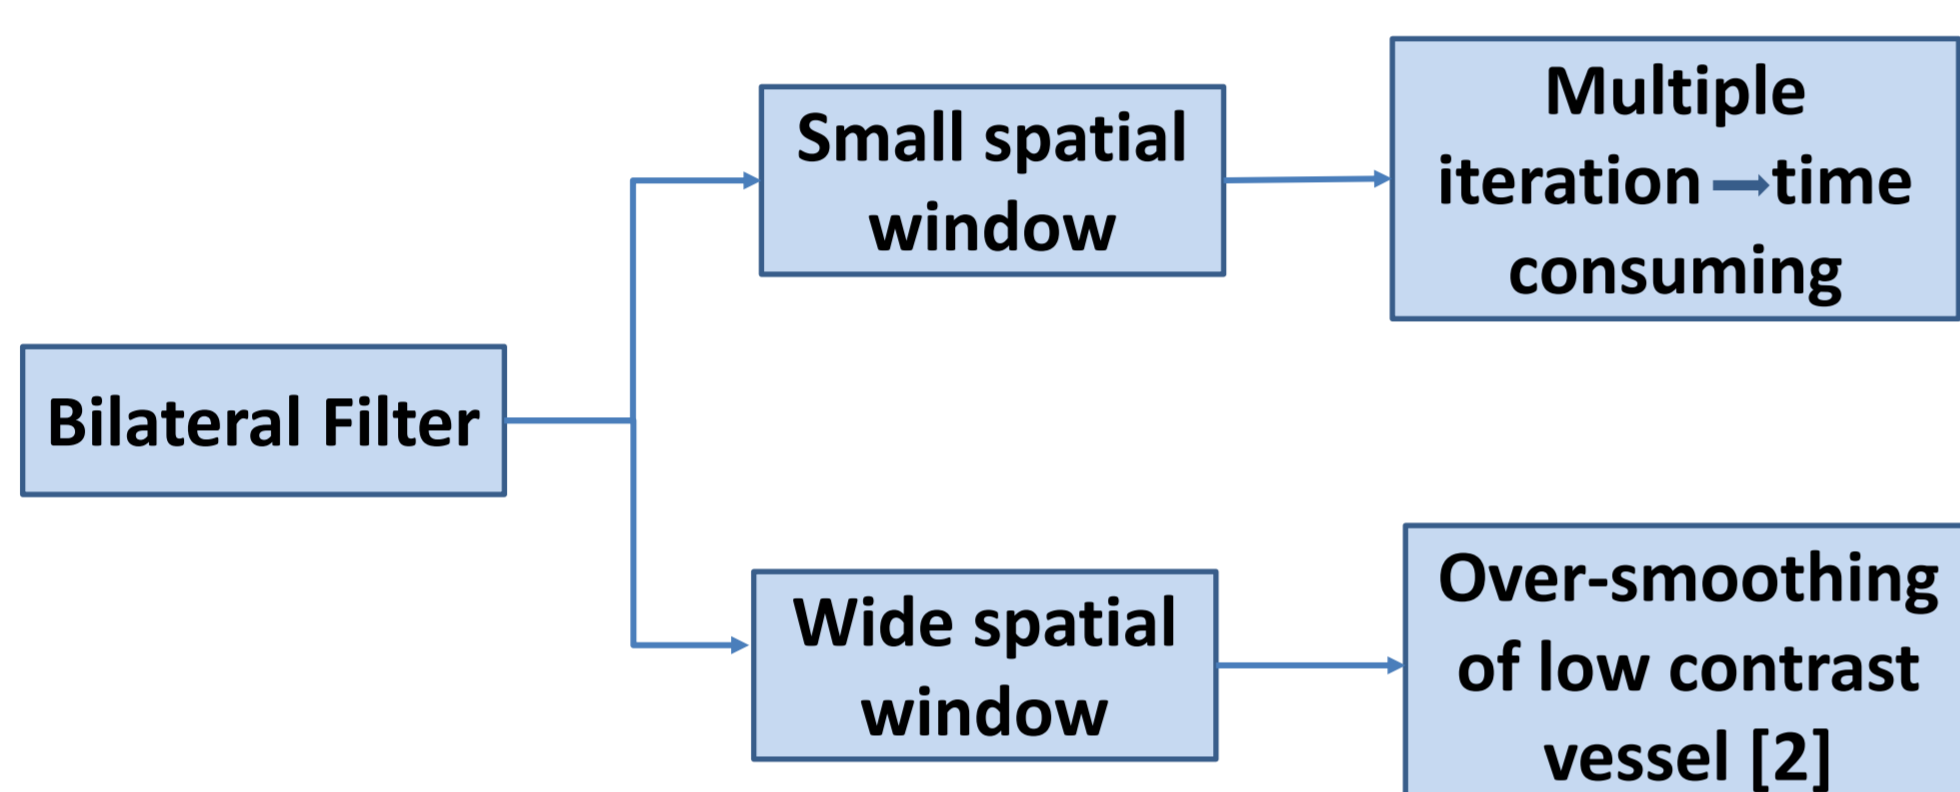 Bilateral Filter
Small spatial
window
Multiple
iteration →time
consuming
Wide spatial
window
Over-smoothing
of low contrast
vessel [2]